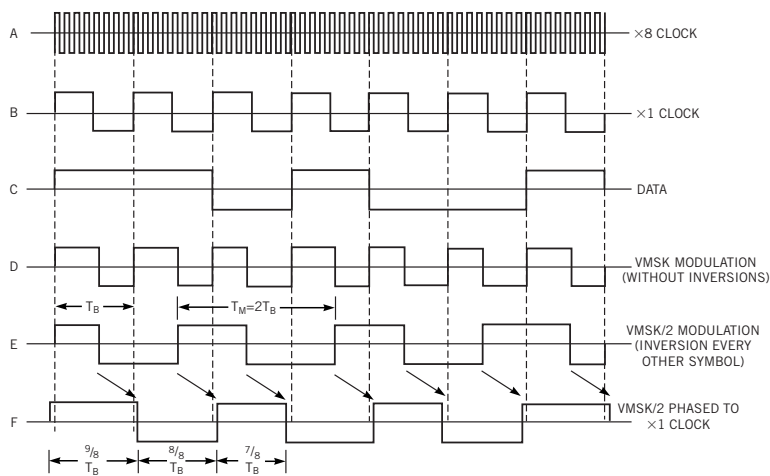 A
×8 CLOCK
B
×1 CLOCK
C
DATA
D
VMSK MODULATION
(WITHOUT INVERSIONS)
T_B
T_M=2T_B
E
VMSK/2 MODULATION
(INVERSION EVERY
OTHER SYMBOL)
F
VMSK/2 PHASED TO
×1 CLOCK
9/8
T_B
8/8
T_B
7/8
T_B